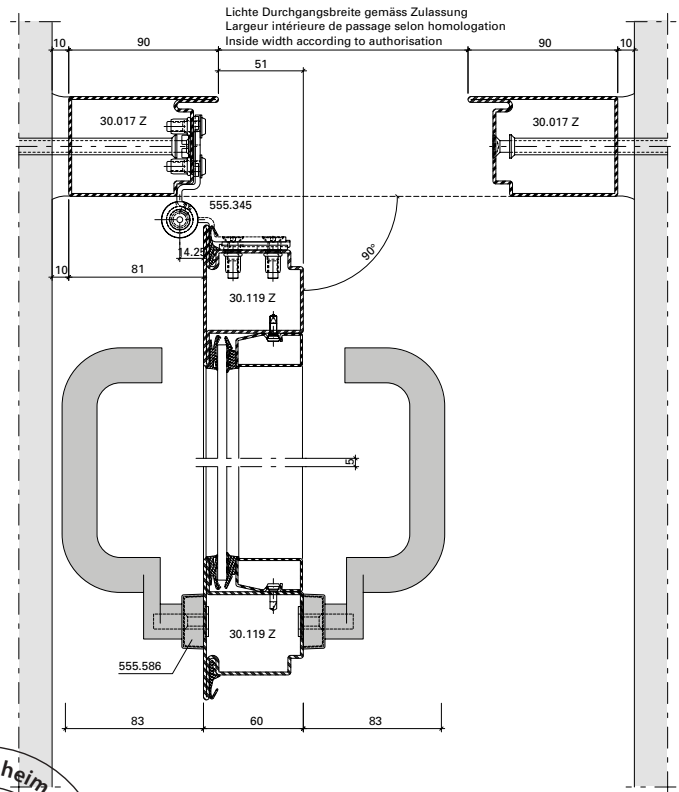 Lichte Durchgangsbreite gemäss Zulassung
Largeur intérieure de passage selon homologation
Inside width according to authorisation
10 90 90 10
51
30.017 Z 30.017 Z
555.345
14.25
90°
10 81
30.119 Z
5
30.119 Z
555.586
83 60 83
heim